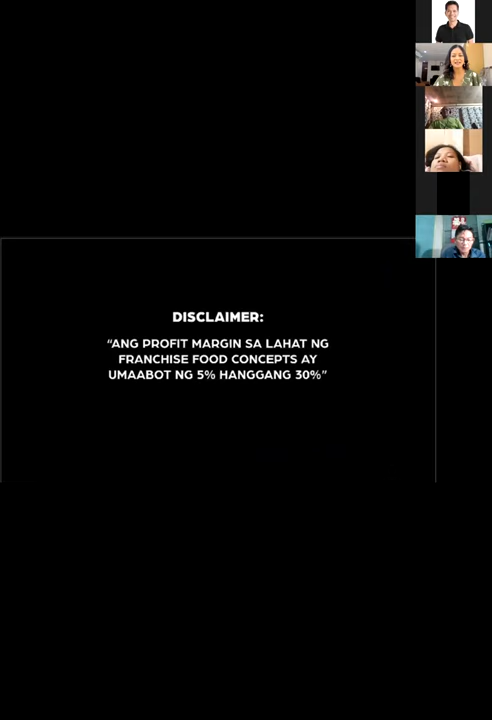 DISCLAIMER:
“ANG PROFIT MARGIN SA LAHAT NG
FRANCHISE FOOD CONCEPTS AY
UMAABOT NG 5% HANGGANG 30%”